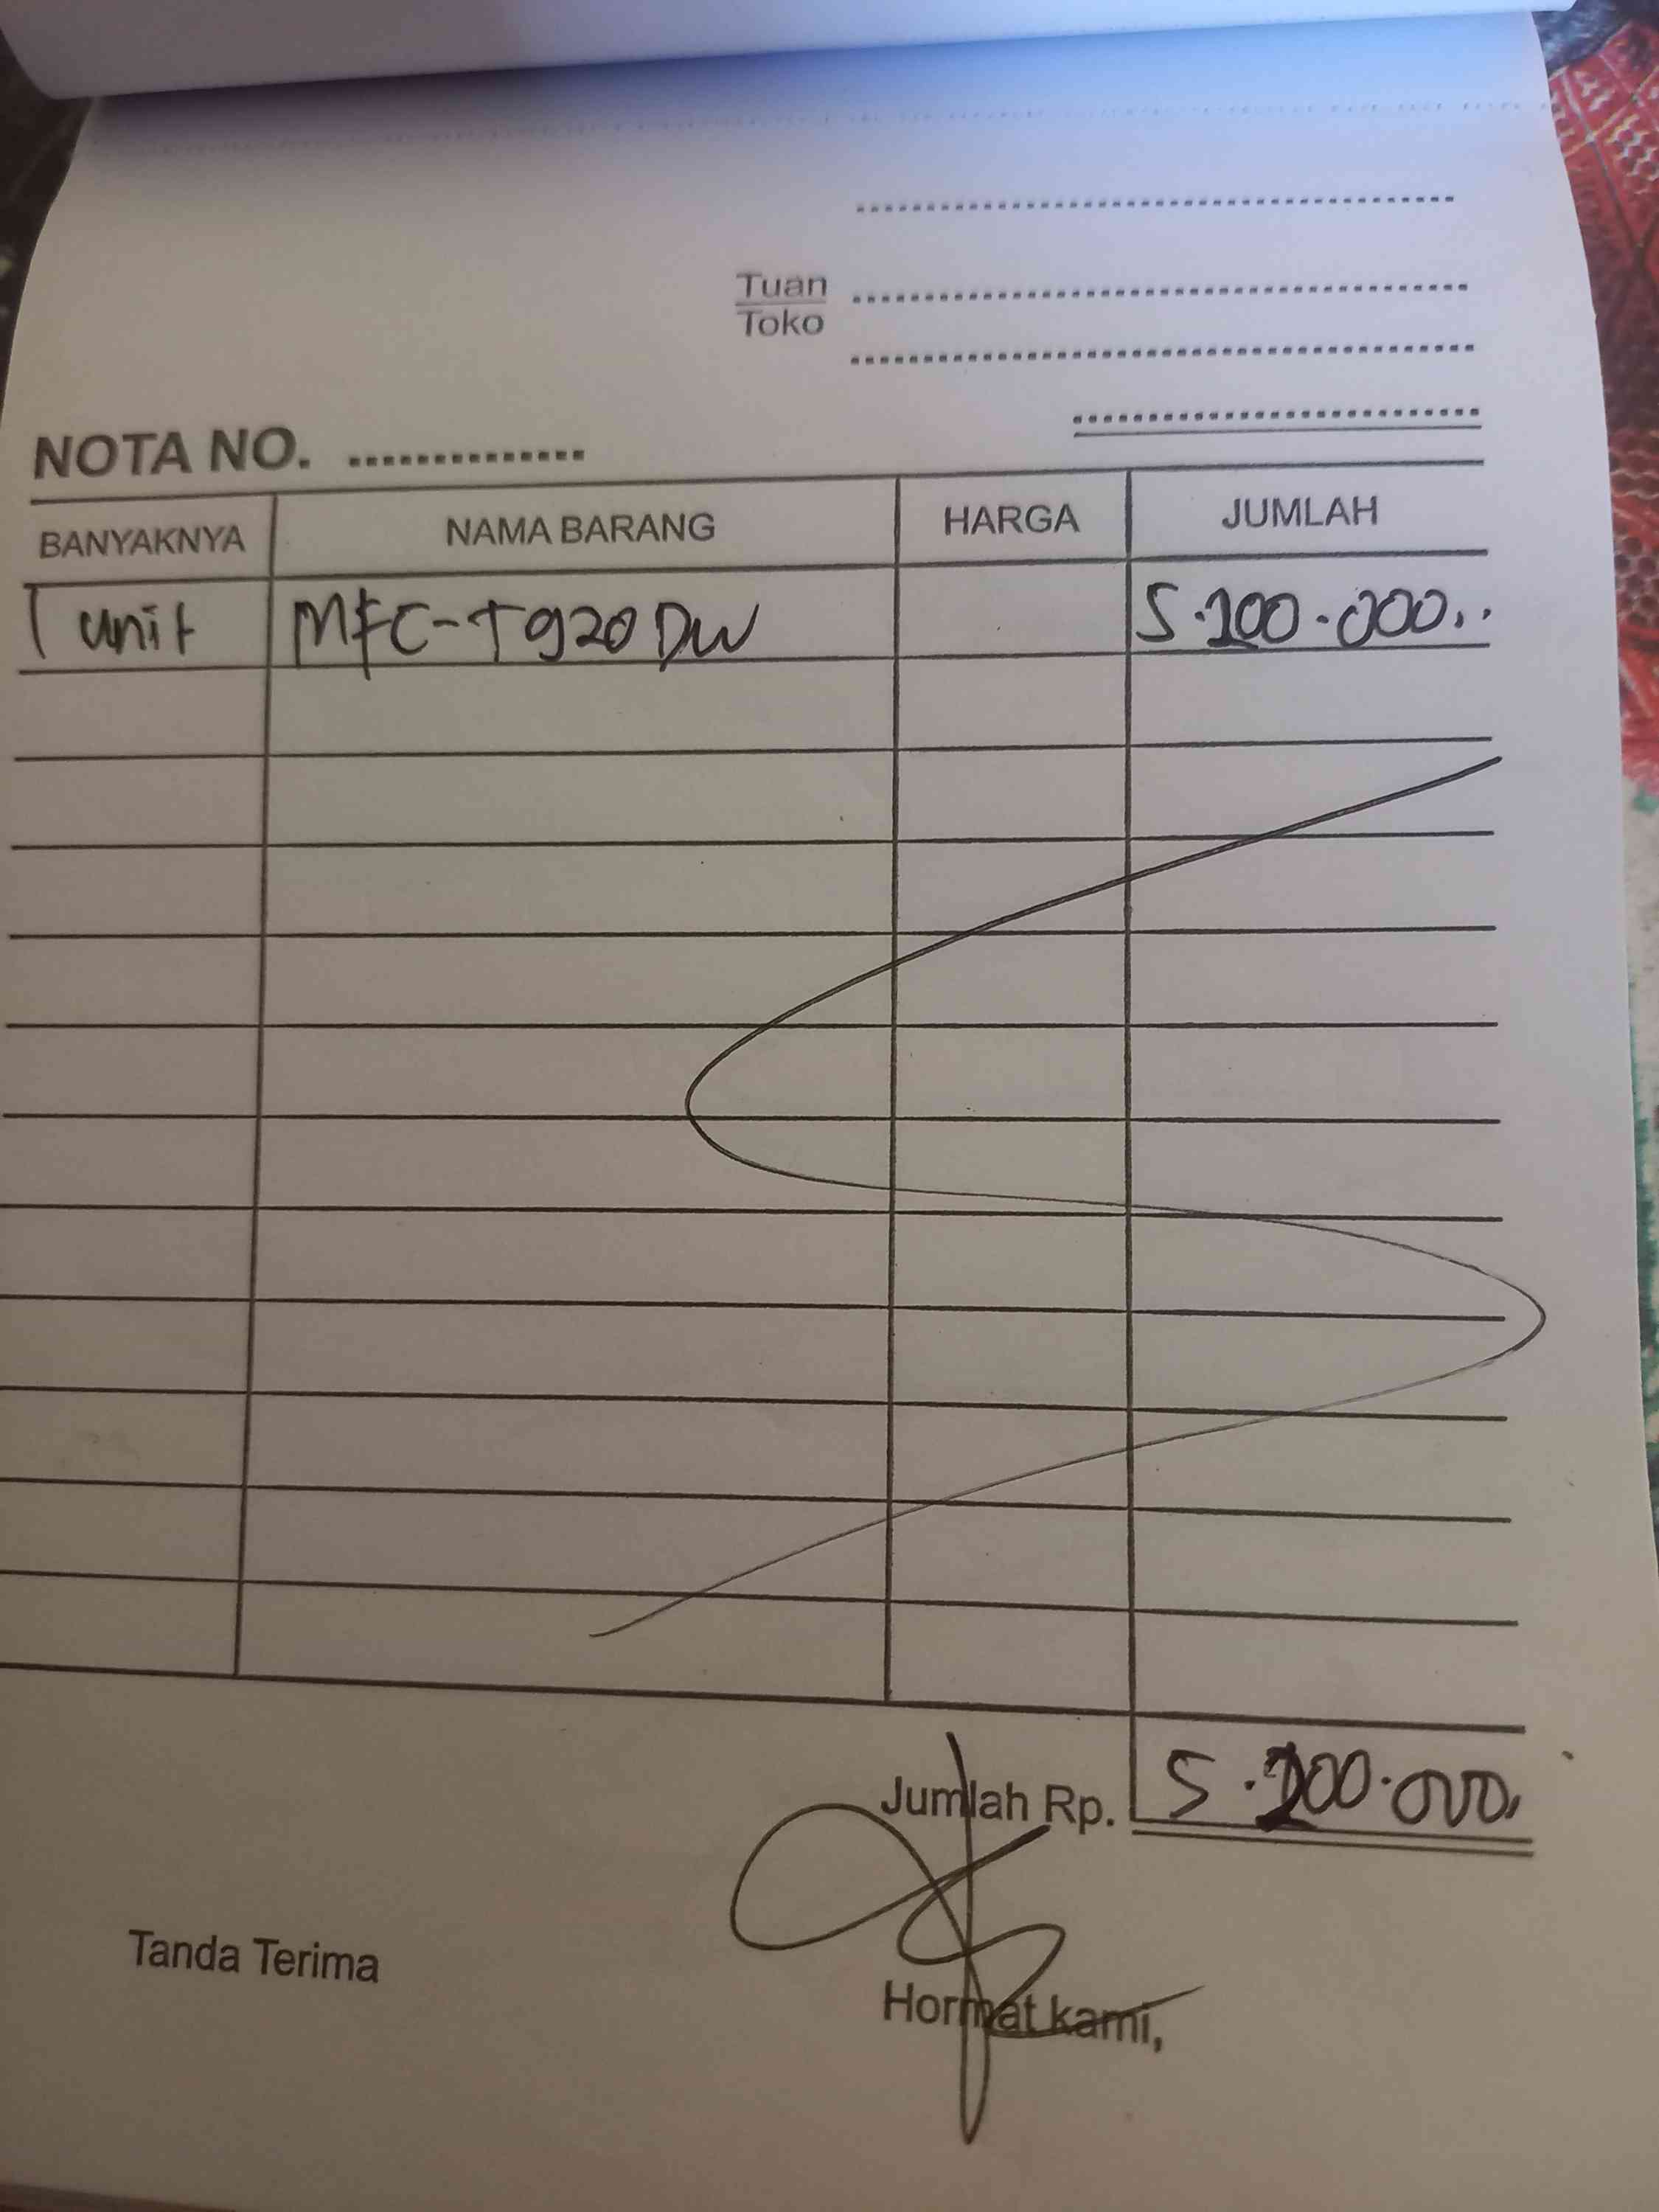 Tuan
Toko
NOTA NO. ..............
BANYAKNYA NAMA BARANG HARGA JUMLAH
1 unit MFC-T920DW 5.200.000..
Jumlah Rp. 5.200.000,
Tanda Terima
Hormat kami,